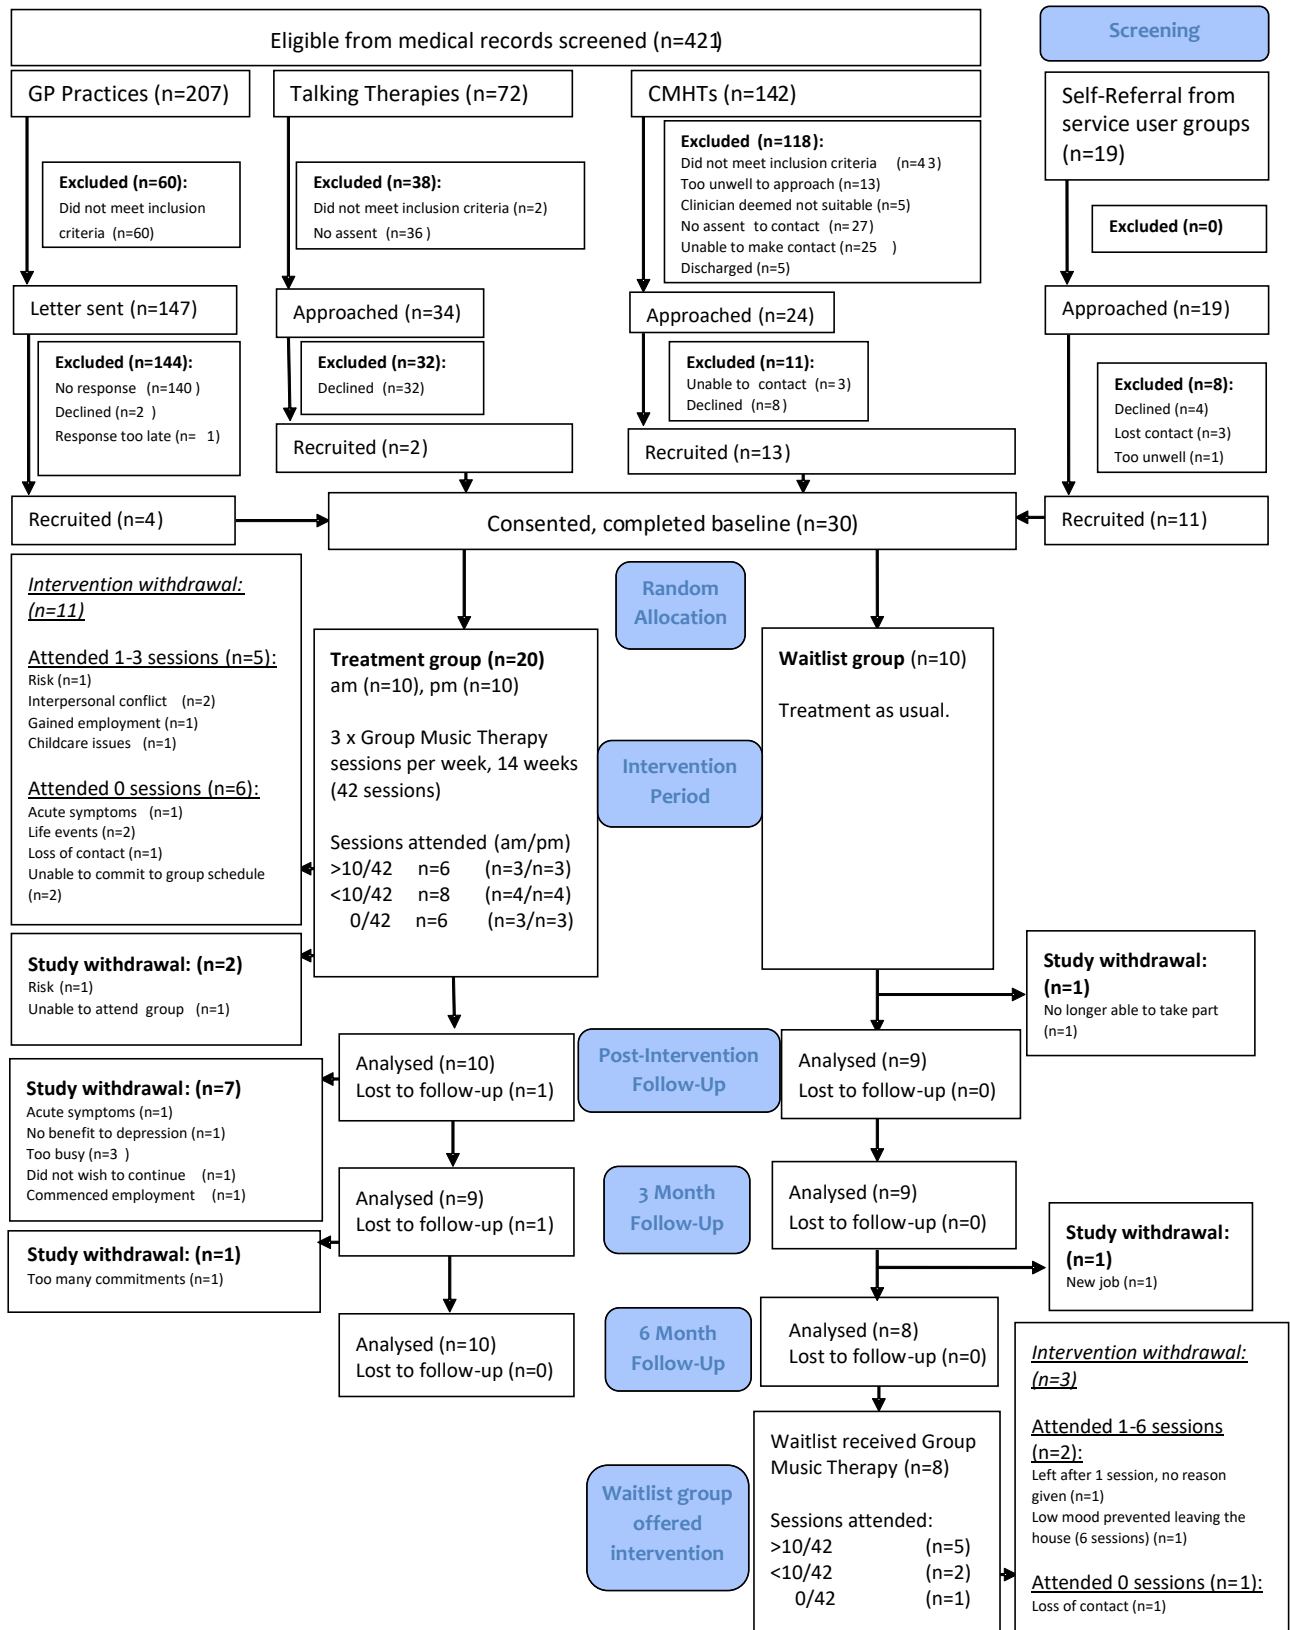 Eligible from medical records screened (n=421)
Screening
GP Practices (n=207)
Talking Therapies (n=72)
CMHTs (n=142)
Self-Referral from
service user groups
(n=19)
Excluded (n=60):
Did not meet inclusion
criteria (n=60)
Excluded (n=38):
Did not meet inclusion criteria (n=2)
No assent (n=36)
Excluded (n=118):
Did not meet inclusion criteria (n=43)
Too unwell to approach (n=13)
Clinician deemed not suitable (n=5)
No assent to contact (n=27)
Unable to make contact (n=25)
Discharged (n=5)
Excluded (n=0)
Letter sent (n=147)
Approached (n=34)
Approached (n=24)
Approached (n=19)
Excluded (n=144):
No response (n=140)
Declined (n=2)
Response too late (n= 1)
Excluded (n=32):
Declined (n=32)
Excluded (n=11):
Unable to contact (n=3)
Declined (n=8)
Excluded (n=8):
Declined (n=4)
Lost contact (n=3)
Too unwell (n=1)
Recruited (n=4)
Recruited (n=2)
Recruited (n=13)
Recruited (n=11)
Consented, completed baseline (n=30)
Random
Allocation
Intervention withdrawal:
(n=11)
Attended 1-3 sessions (n=5):
Risk (n=1)
Interpersonal conflict (n=2)
Gained employment (n=1)
Childcare issues (n=1)
Attended 0 sessions (n=6):
Acute symptoms (n=1)
Life events (n=2)
Loss of contact (n=1)
Unable to commit to group schedule
(n=2)
Treatment group (n=20)
am (n=10), pm (n=10)
3 x Group Music Therapy
sessions per week, 14 weeks
(42 sessions)
Sessions attended (am/pm)
>10/42 n=6 (n=3/n=3)
<10/42 n=8 (n=4/n=4)
0/42 n=6 (n=3/n=3)
Intervention
Period
Waitlist group (n=10)
Treatment as usual.
Study withdrawal: (n=2)
Risk (n=1)
Unable to attend group (n=1)
Study withdrawal:
(n=1)
No longer able to take part
(n=1)
Analysed (n=10)
Lost to follow-up (n=1)
Post-Intervention
Follow-Up
Analysed (n=9)
Lost to follow-up (n=0)
Study withdrawal: (n=7)
Acute symptoms (n=1)
No benefit to depression (n=1)
Too busy (n=3)
Did not wish to continue (n=1)
Commenced employment (n=1)
Analysed (n=9)
Lost to follow-up (n=1)
3 Month
Follow-Up
Analysed (n=9)
Lost to follow-up (n=0)
Study withdrawal: (n=1)
Too many commitments (n=1)
Study withdrawal:
(n=1)
New job (n=1)
Analysed (n=10)
Lost to follow-up (n=0)
6 Month
Follow-Up
Analysed (n=8)
Lost to follow-up (n=0)
Waitlist group
offered
intervention
Waitlist received Group
Music Therapy (n=8)
Sessions attended:
>10/42 (n=5)
<10/42 (n=2)
0/42 (n=1)
Intervention withdrawal:
(n=3)
Attended 1-6 sessions
(n=2):
Left after 1 session, no reason
given (n=1)
Low mood prevented leaving the
house (6 sessions) (n=1)
Attended 0 sessions (n=1):
Loss of contact (n=1)